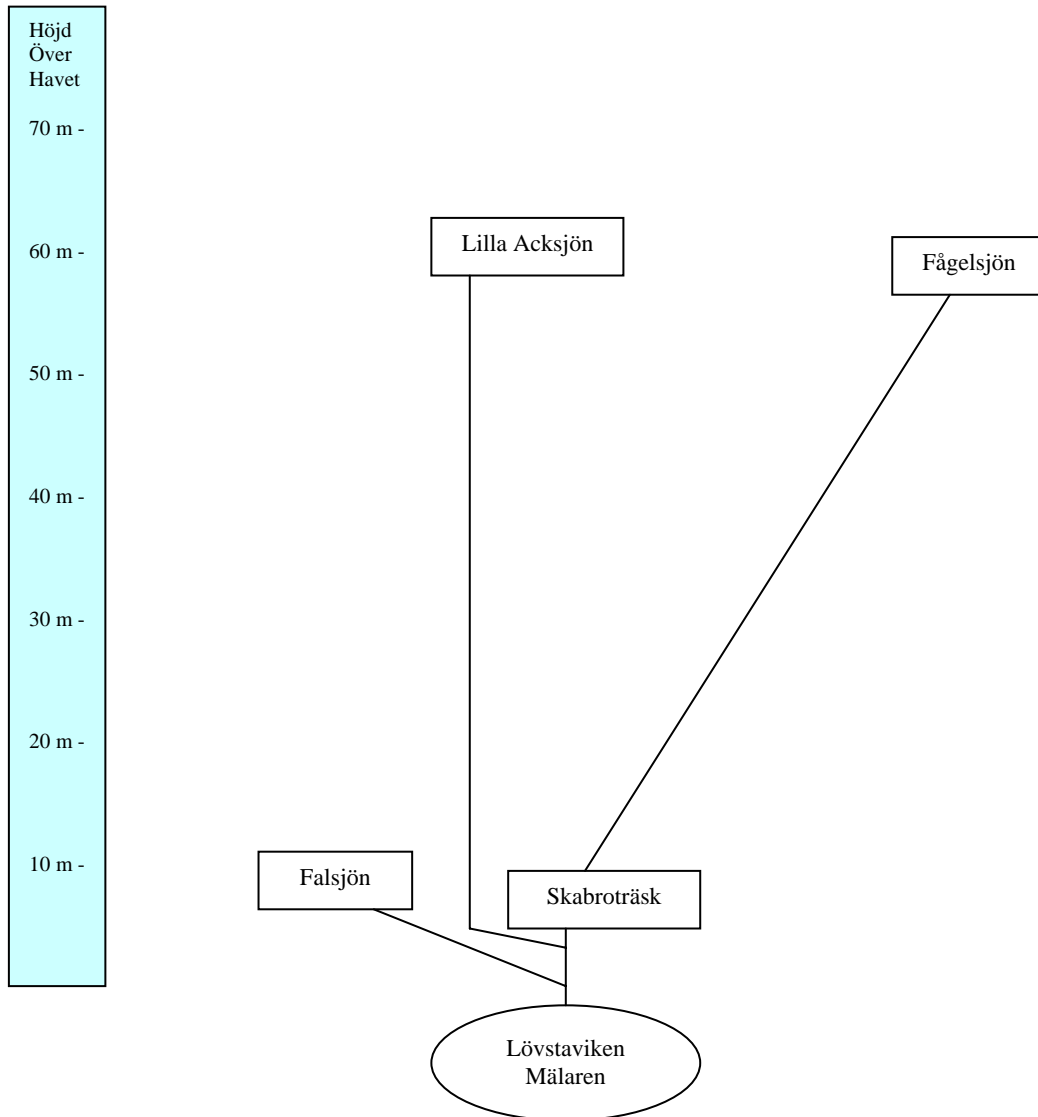 Höjd
Över
Havet
70 m -
60 m -
50 m -
40 m -
30 m -
20 m -
10 m -
Lilla Acksjön
Fågelsjön
Falsjön
Skabroträsk
Lövstaviken
Mälaren